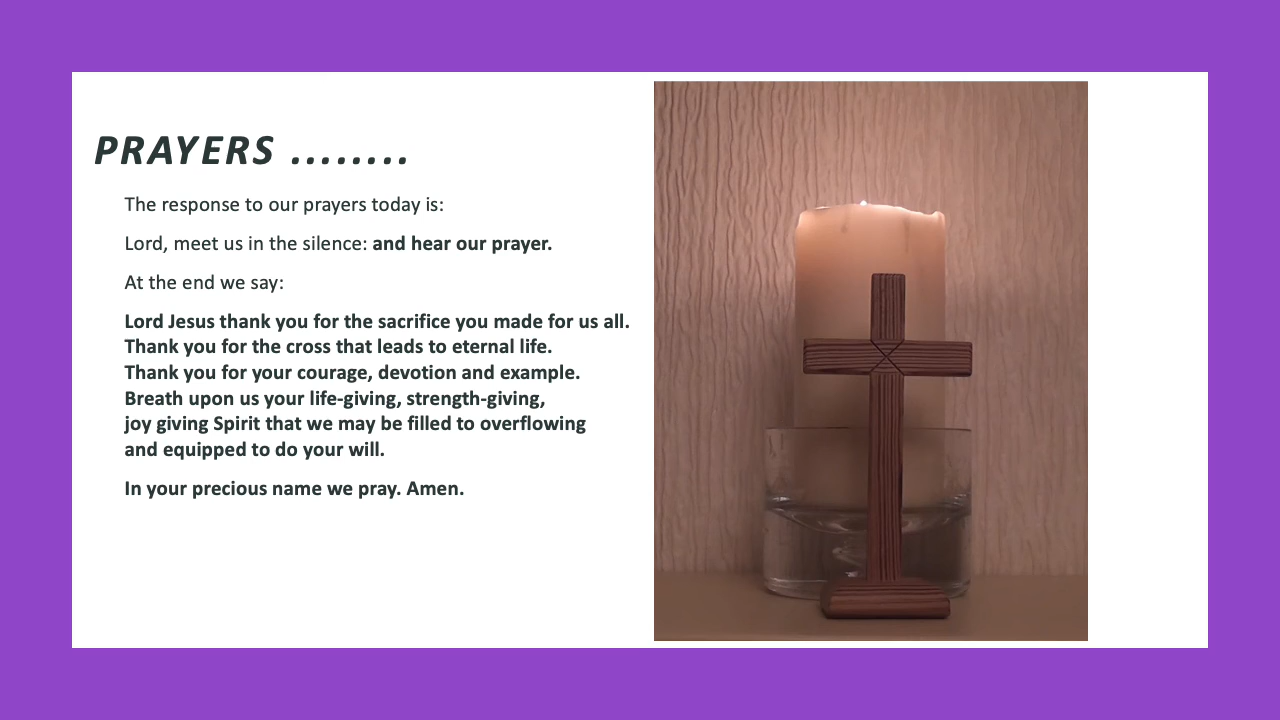 PRAYERS ........
The response to our prayers today is:
Lord, meet us in the silence: and hear our prayer.
At the end we say:
Lord Jesus thank you for the sacrifice you made for us all.
Thank you for the cross that leads to eternal life.
Thank you for your courage, devotion and example.
Breath upon us your life-giving, strength-giving,
joy giving Spirit that we may be filled to overflowing
and equipped to do your will.
In your precious name we pray. Amen.